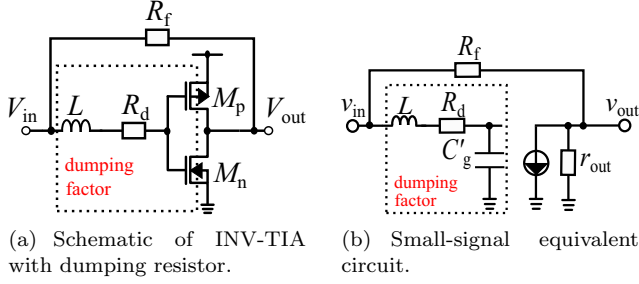 R_f
V_in
L
R_d
M_p
V_out
M_n
dumping
factor
(a) Schematic of INV-TIA
with dumping resistor.
R_f
v_in
L
R_d
v_out
C'_g
r_out
dumping
factor
(b) Small-signal equivalent
circuit.